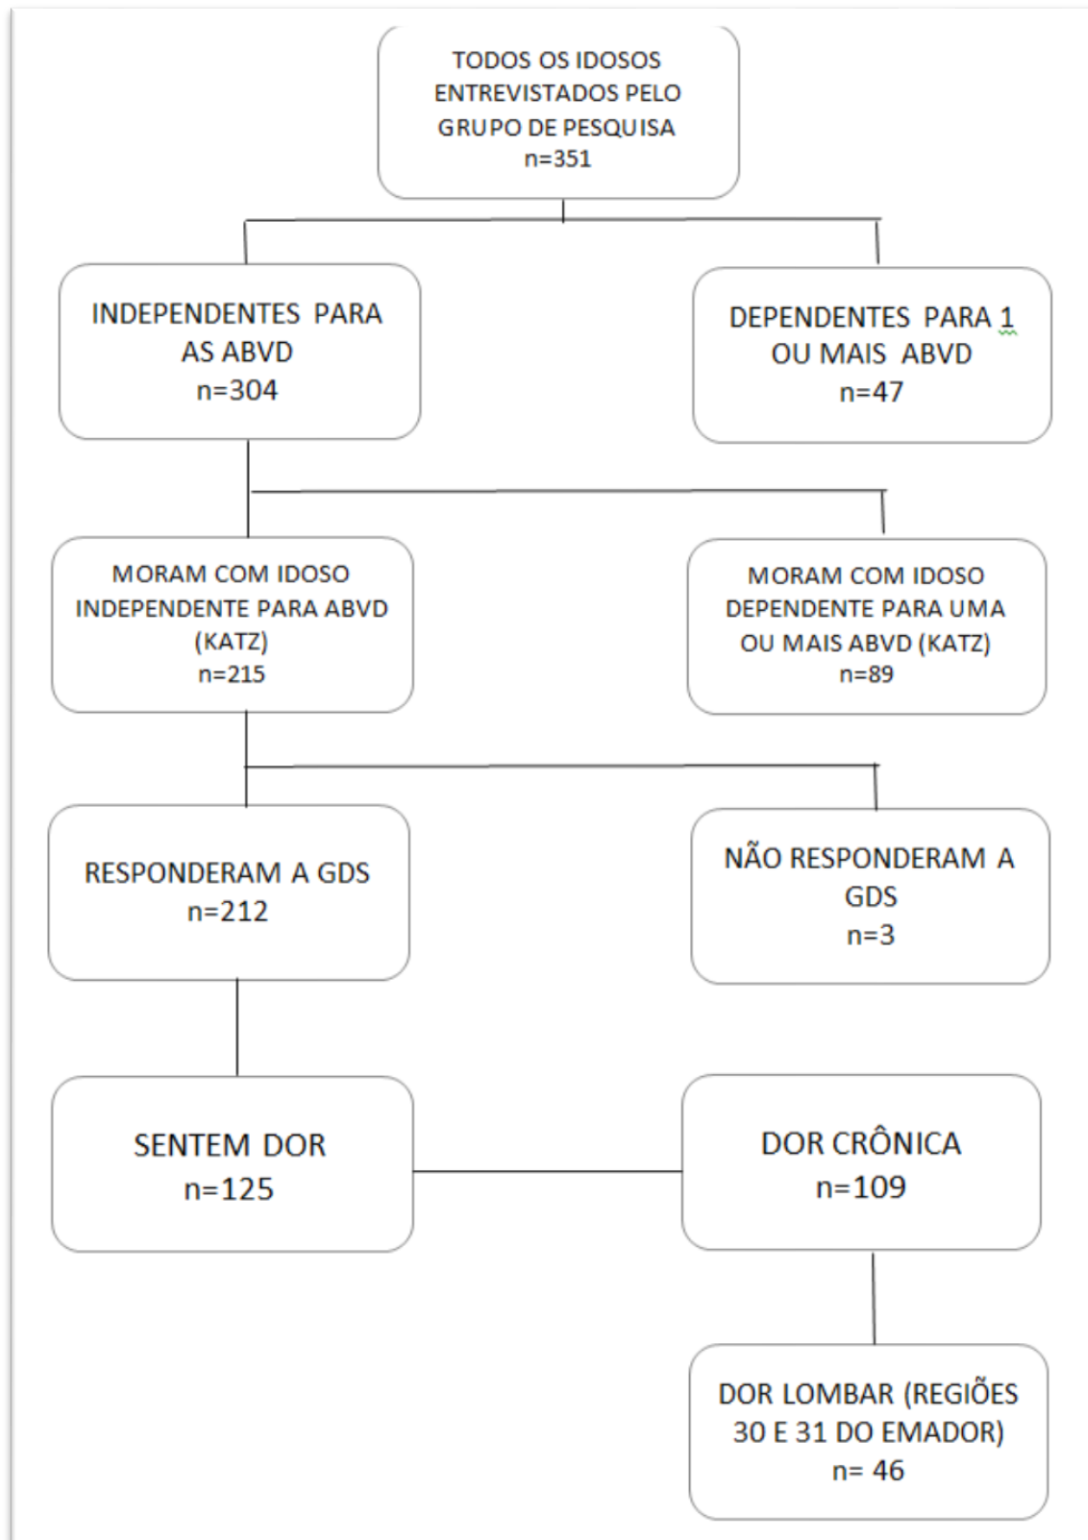 TODOS OS IDOSOS
ENTREVISTADOS PELO
GRUPO DE PESQUISA
n=351
INDEPENDENTES PARA
AS ABVD
n=304
DEPENDENTES PARA 1
OU MAIS ABVD
n=47
MORAM COM IDOSO
INDEPENDENTE PARA ABVD
(KATZ)
n=215
MORAM COM IDOSO
DEPENDENTE PARA UMA
OU MAIS ABVD (KATZ)
n=89
RESPONDERAM A GDS
n=212
NÃO RESPONDERAM A
GDS
n=3
SENTEM DOR
n=125
DOR CRÔNICA
n=109
DOR LOMBAR (REGIÕES
30 E 31 DO EMADOR)
n= 46